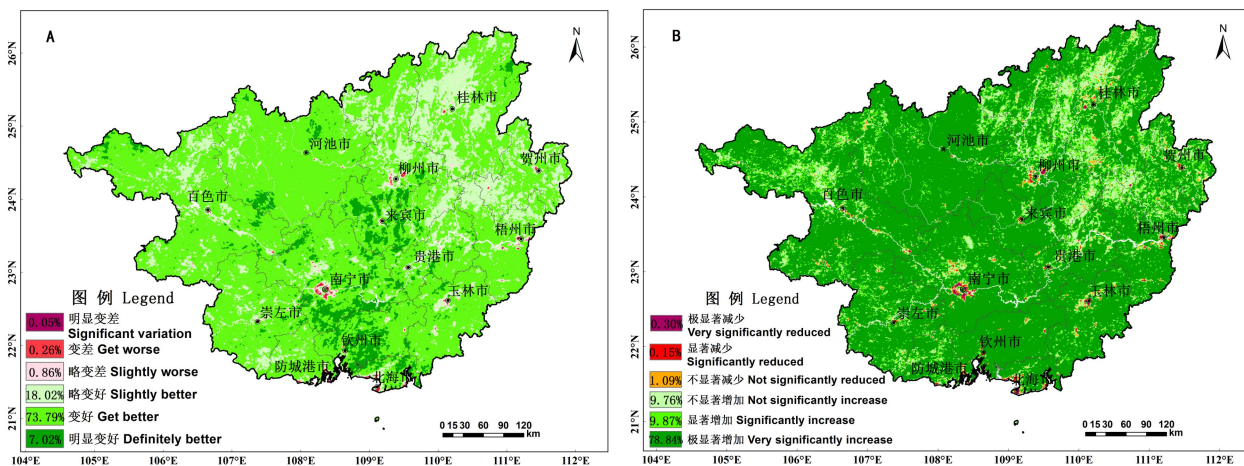 A
N
26°N
25°N
24°N
23°N
22°N
21°N
桂林市
河池市
贺州市
柳州市
百色市
来宾市
梧州市
贵港市
南宁市
玉林市
崇左市
钦州市
防城港市
北海市
图 例 Legend
0.05% 明显变差
Significant variation
0.26% 变差 Get worse
0.86% 略变差 Slightly worse
18.02% 略变好 Slightly better
73.79% 变好 Get better
7.02% 明显变好 Definitely better
0 15 30 60 90 120
km
104°E 105°E 106°E 107°E 108°E 109°E 110°E 111°E 112°E
B
N
26°N
25°N
24°N
23°N
22°N
21°N
桂林市
河池市
贺州市
柳州市
百色市
来宾市
梧州市
贵港市
南宁市
玉林市
崇左市
钦州市
防城港市
北海市
图 例 Legend
0.30% 极显著减少
Very significantly reduced
0.15% 显著减少
Significantly reduced
1.09% 不显著减少 Not significantly reduced
9.76% 不显著增加 Not significantly increase
9.87% 显著增加 Significantly increase
78.84% 极显著增加 Very significantly increase
0 15 30 60 90 120
km
104°E 105°E 106°E 107°E 108°E 109°E 110°E 111°E 112°E